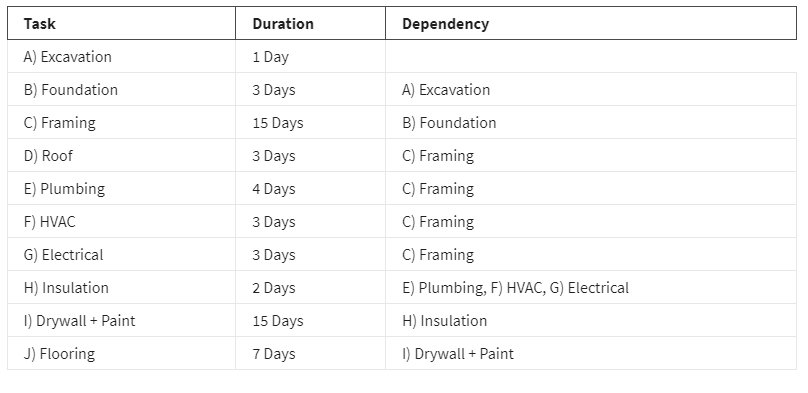 Task Duration Dependency
A) Excavation 1 Day
B) Foundation 3 Days A) Excavation
C) Framing 15 Days B) Foundation
D) Roof 3 Days C) Framing
E) Plumbing 4 Days C) Framing
F) HVAC 3 Days C) Framing
G) Electrical 3 Days C) Framing
H) Insulation 2 Days E) Plumbing, F) HVAC, G) Electrical
I) Drywall + Paint 15 Days H) Insulation
J) Flooring 7 Days I) Drywall + Paint